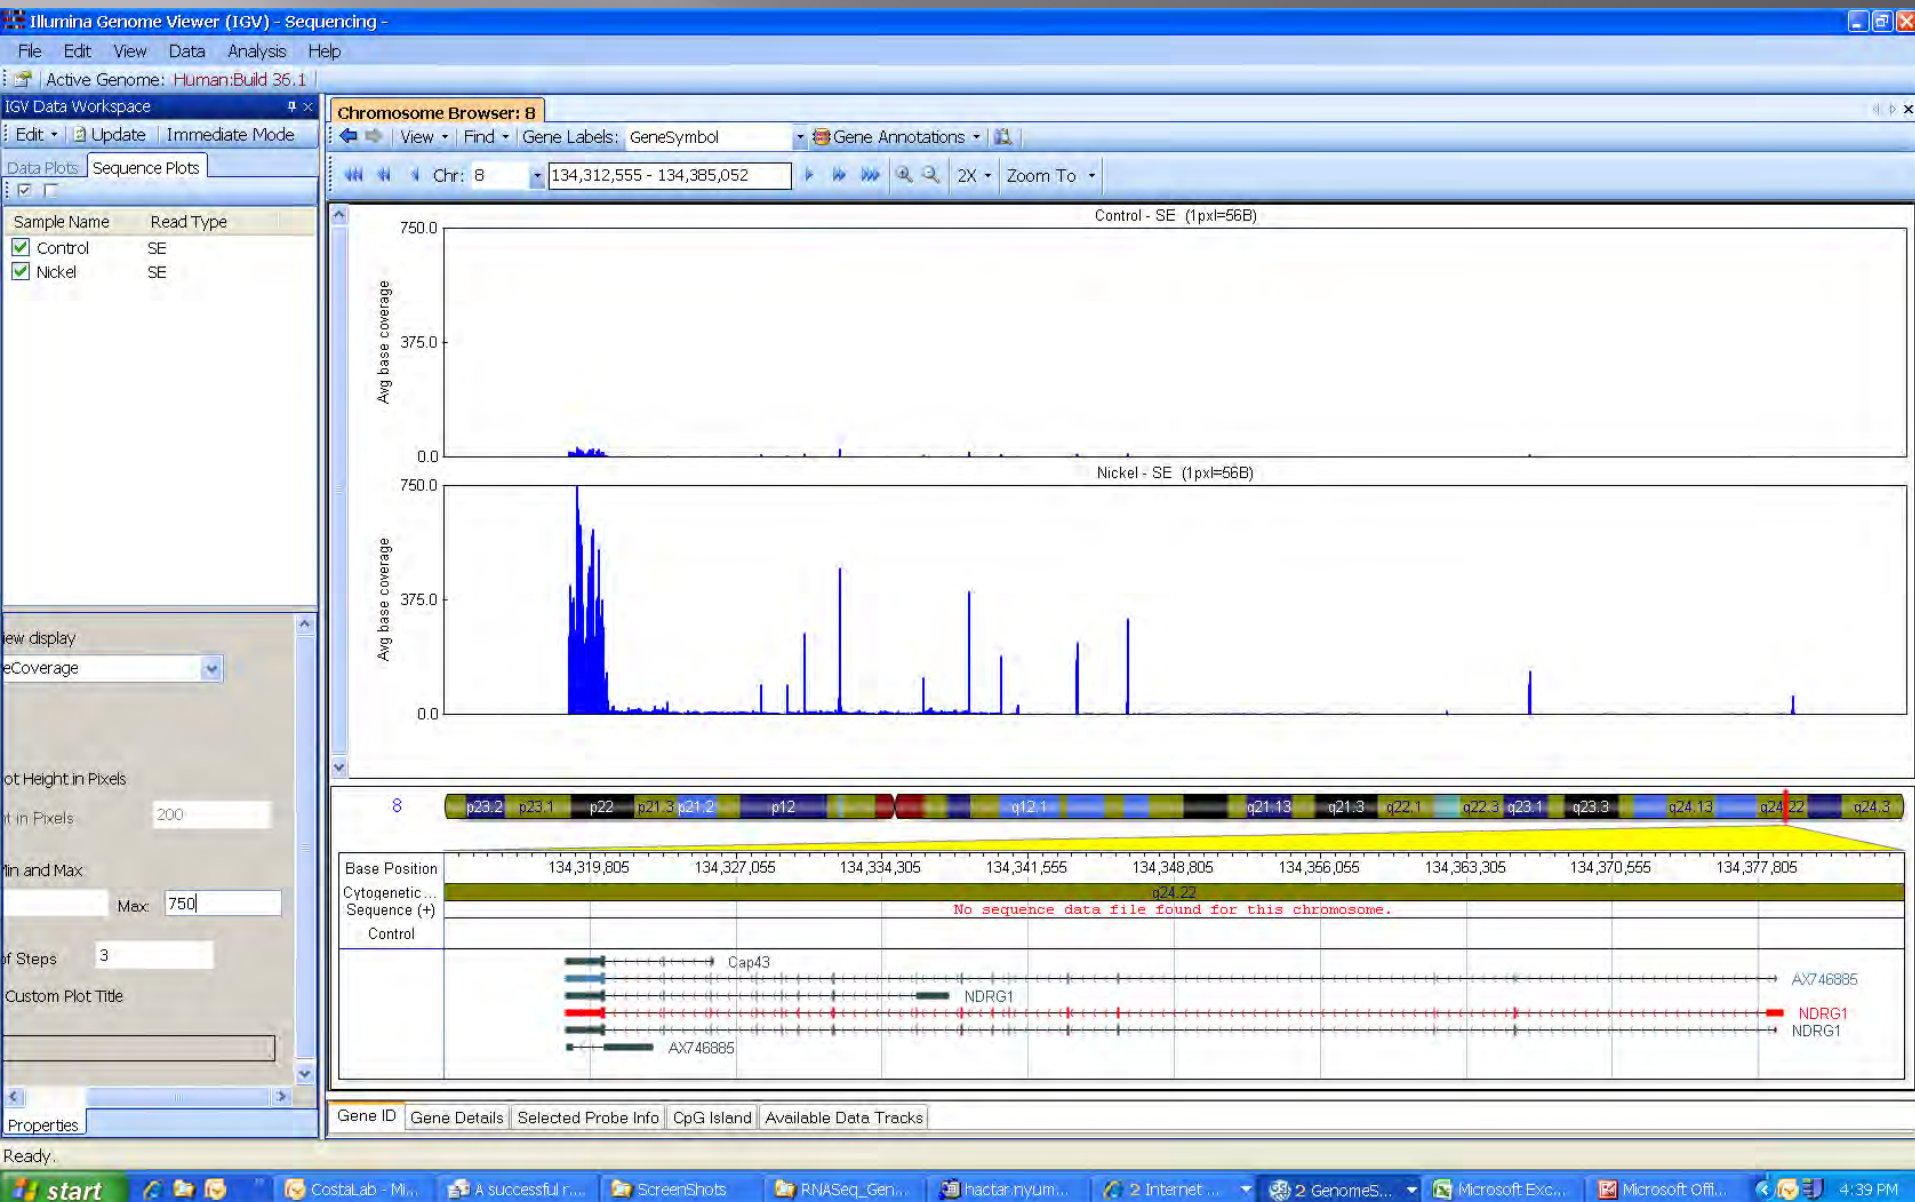 Illumina Genome Viewer (IGV) - Sequencing -
File Edit View Data Analysis Help
Active Genome: Human:Build 36.1
IGV Data Workspace
Edit Update Immediate Mode
Data Plots Sequence Plots
Sample Name Read Type
Control SE
Nickel SE
iew display
eCoverage
ot Height in Pixels
t in Pixels 200
Min and Max
Max: 750
of Steps 3
Custom Plot Title
Properties
Chromosome Browser: 8
View Find Gene Labels: GeneSymbol Gene Annotations
Chr: 8 134,312,555 - 134,385,052 2X Zoom To
Control - SE (1pxl=56B)
750.0
375.0
0.0
Avg base coverage
Nickel - SE (1pxl=56B)
750.0
375.0
0.0
Avg base coverage
8 p23.2 p23.1 p22 p21.3 p21.2 p12 q12.1 q21.13 q21.3 q22.1 q22.3 q23.1 q23.3 q24.13 q24.22 q24.3
Base Position 134,319,805 134,327,055 134,334,305 134,341,555 134,348,805 134,356,055 134,363,305 134,370,555 134,377,805
Cytogenetic... q24.22
Sequence (+) No sequence data file found for this chromosome.
Control
Cap43
AX746885
NDRG1
NDRG1
NDRG1
AX746885
Gene ID Gene Details Selected Probe Info CpG Island Available Data Tracks
Ready.
start CostaLab - Mi... A successful r... ScreenShots RNASeq_Gen... hactar.nyum... 2 Internet ... 2 GenomeS... Microsoft Exc... Microsoft Offi... 4:39 PM